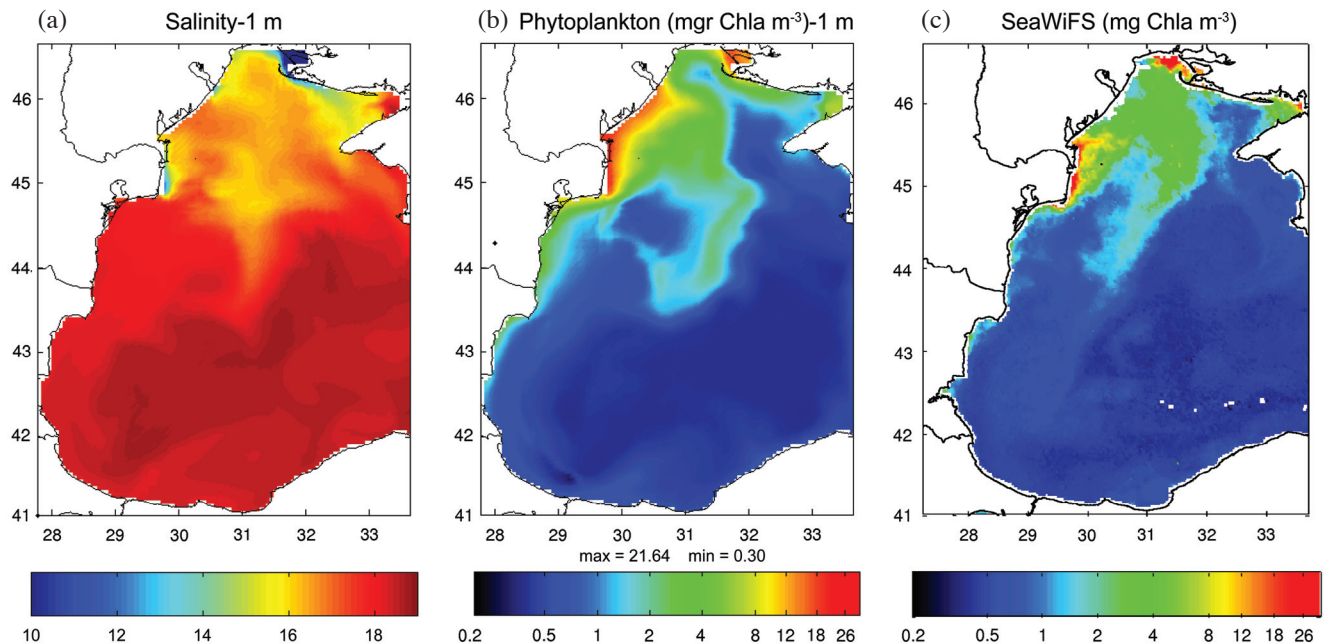 (a) Salinity-1 m
(b) Phytoplankton (mgr Chla m-3)-1 m
(c) SeaWiFS (mg Chla m-3)
46
45
44
43
42
41
28 29 30 31 32 33
46
45
44
43
42
41
28 29 30 31 32 33
max = 21.64 min = 0.30
46
45
44
43
42
41
28 29 30 31 32 33
10 12 14 16 18
0.2 0.5 1 2 4 8 12 18 26
0.2 0.5 1 2 4 8 12 18 26